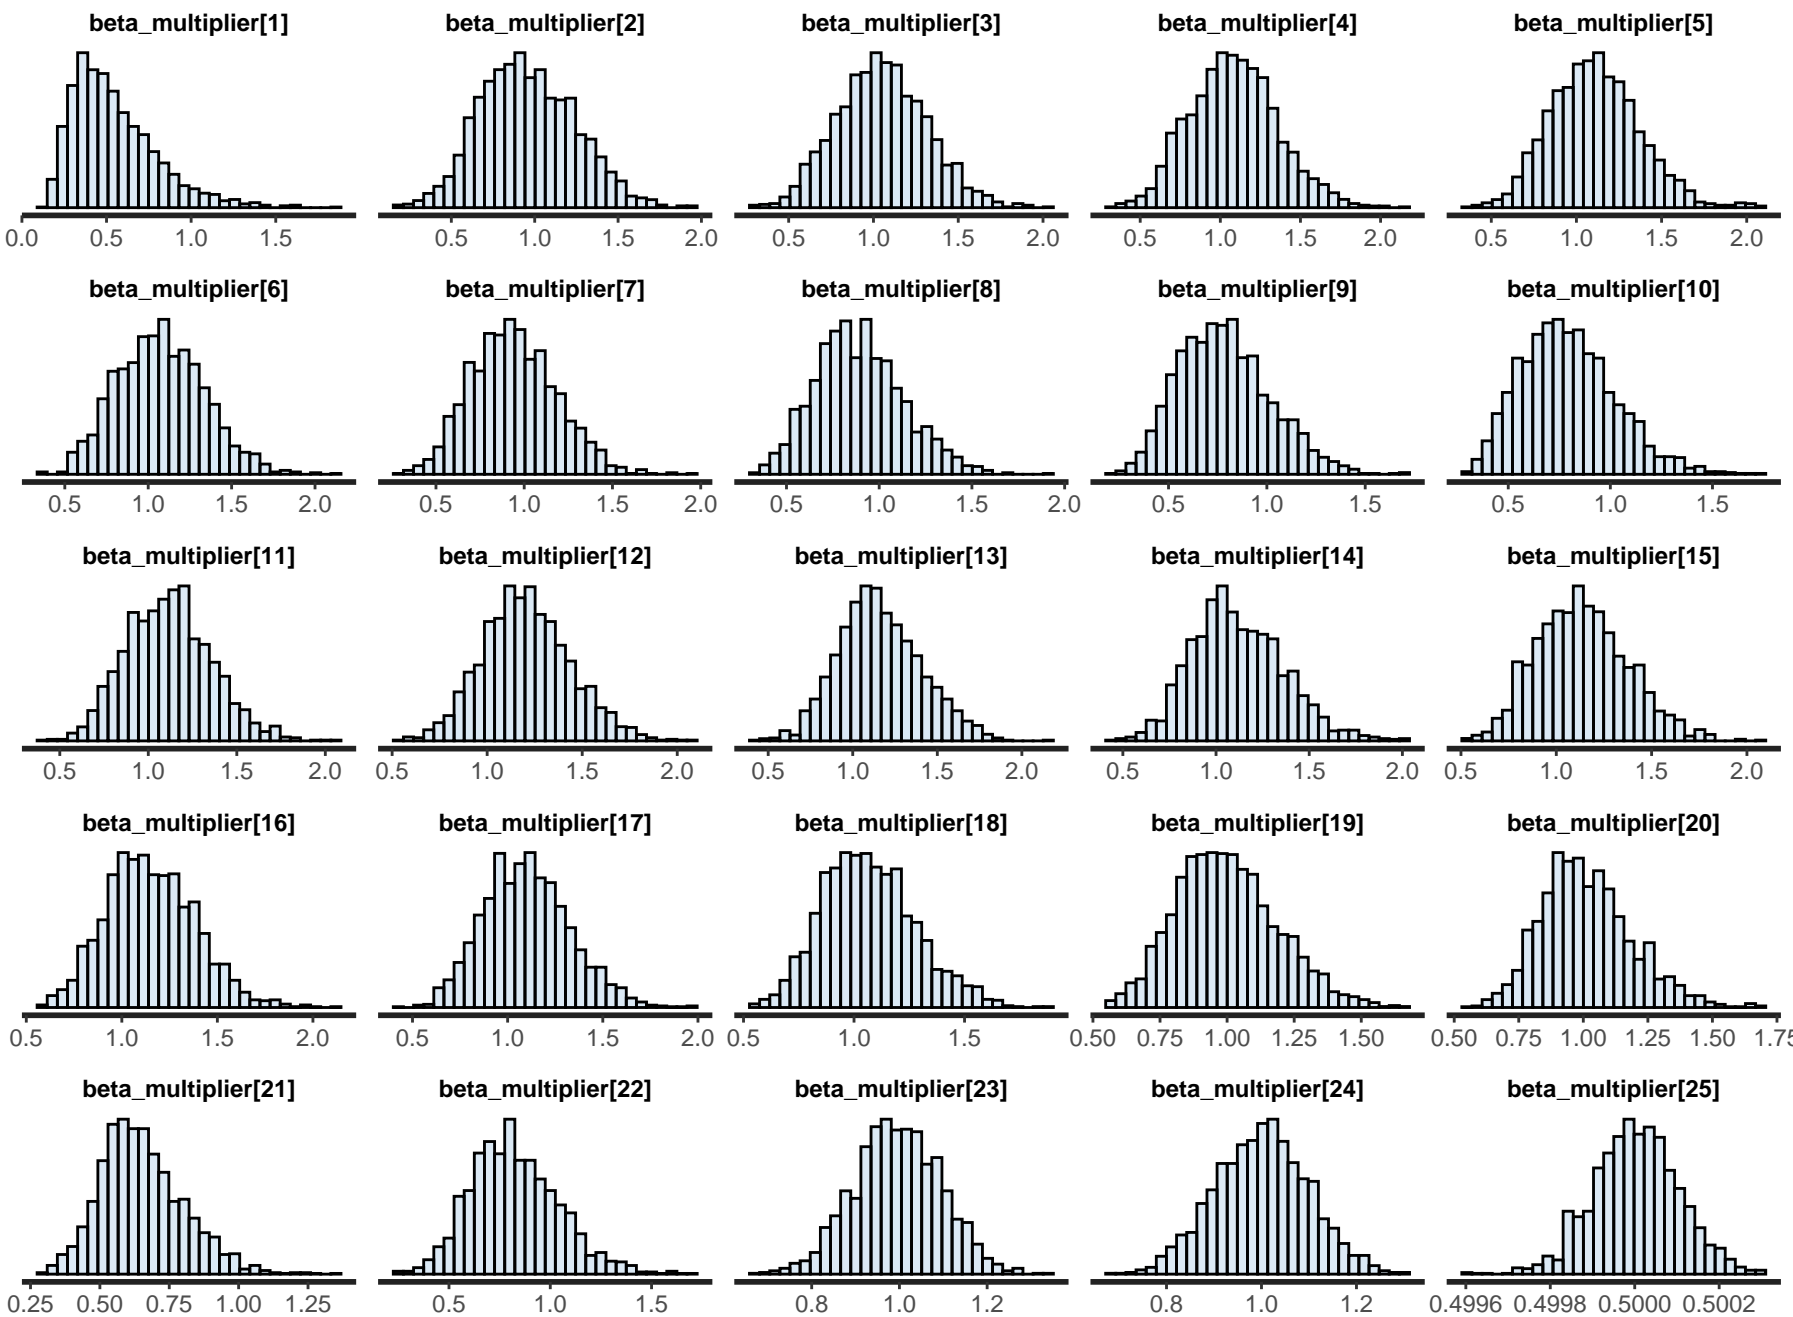 beta_multiplier[1] beta_multiplier[2] beta_multiplier[3] beta_multiplier[4] beta_multiplier[5]
0.0 0.5 1.0 1.5 0.5 1.0 1.5 2.0 0.5 1.0 1.5 2.0 0.5 1.0 1.5 2.0 0.5 1.0 1.5 2.0
beta_multiplier[6] beta_multiplier[7] beta_multiplier[8] beta_multiplier[9] beta_multiplier[10]
0.5 1.0 1.5 2.0 0.5 1.0 1.5 2.0 0.5 1.0 1.5 2.0 0.5 1.0 1.5 0.5 1.0 1.5
beta_multiplier[11] beta_multiplier[12] beta_multiplier[13] beta_multiplier[14] beta_multiplier[15]
0.5 1.0 1.5 2.0 0.5 1.0 1.5 2.0 0.5 1.0 1.5 2.0 0.5 1.0 1.5 2.0 0.5 1.0 1.5 2.0
beta_multiplier[16] beta_multiplier[17] beta_multiplier[18] beta_multiplier[19] beta_multiplier[20]
0.5 1.0 1.5 2.0 0.5 1.0 1.5 2.0 0.5 1.0 1.5 0.50 0.75 1.00 1.25 0.50 0.75 1.00 1.25 1.50 1.75
beta_multiplier[21] beta_multiplier[22] beta_multiplier[23] beta_multiplier[24] beta_multiplier[25]
0.25 0.50 0.75 1.00 1.25 0.5 1.0 1.5 0.8 1.0 1.2 0.8 1.0 1.2 0.4996 0.4998 0.5000 0.5002